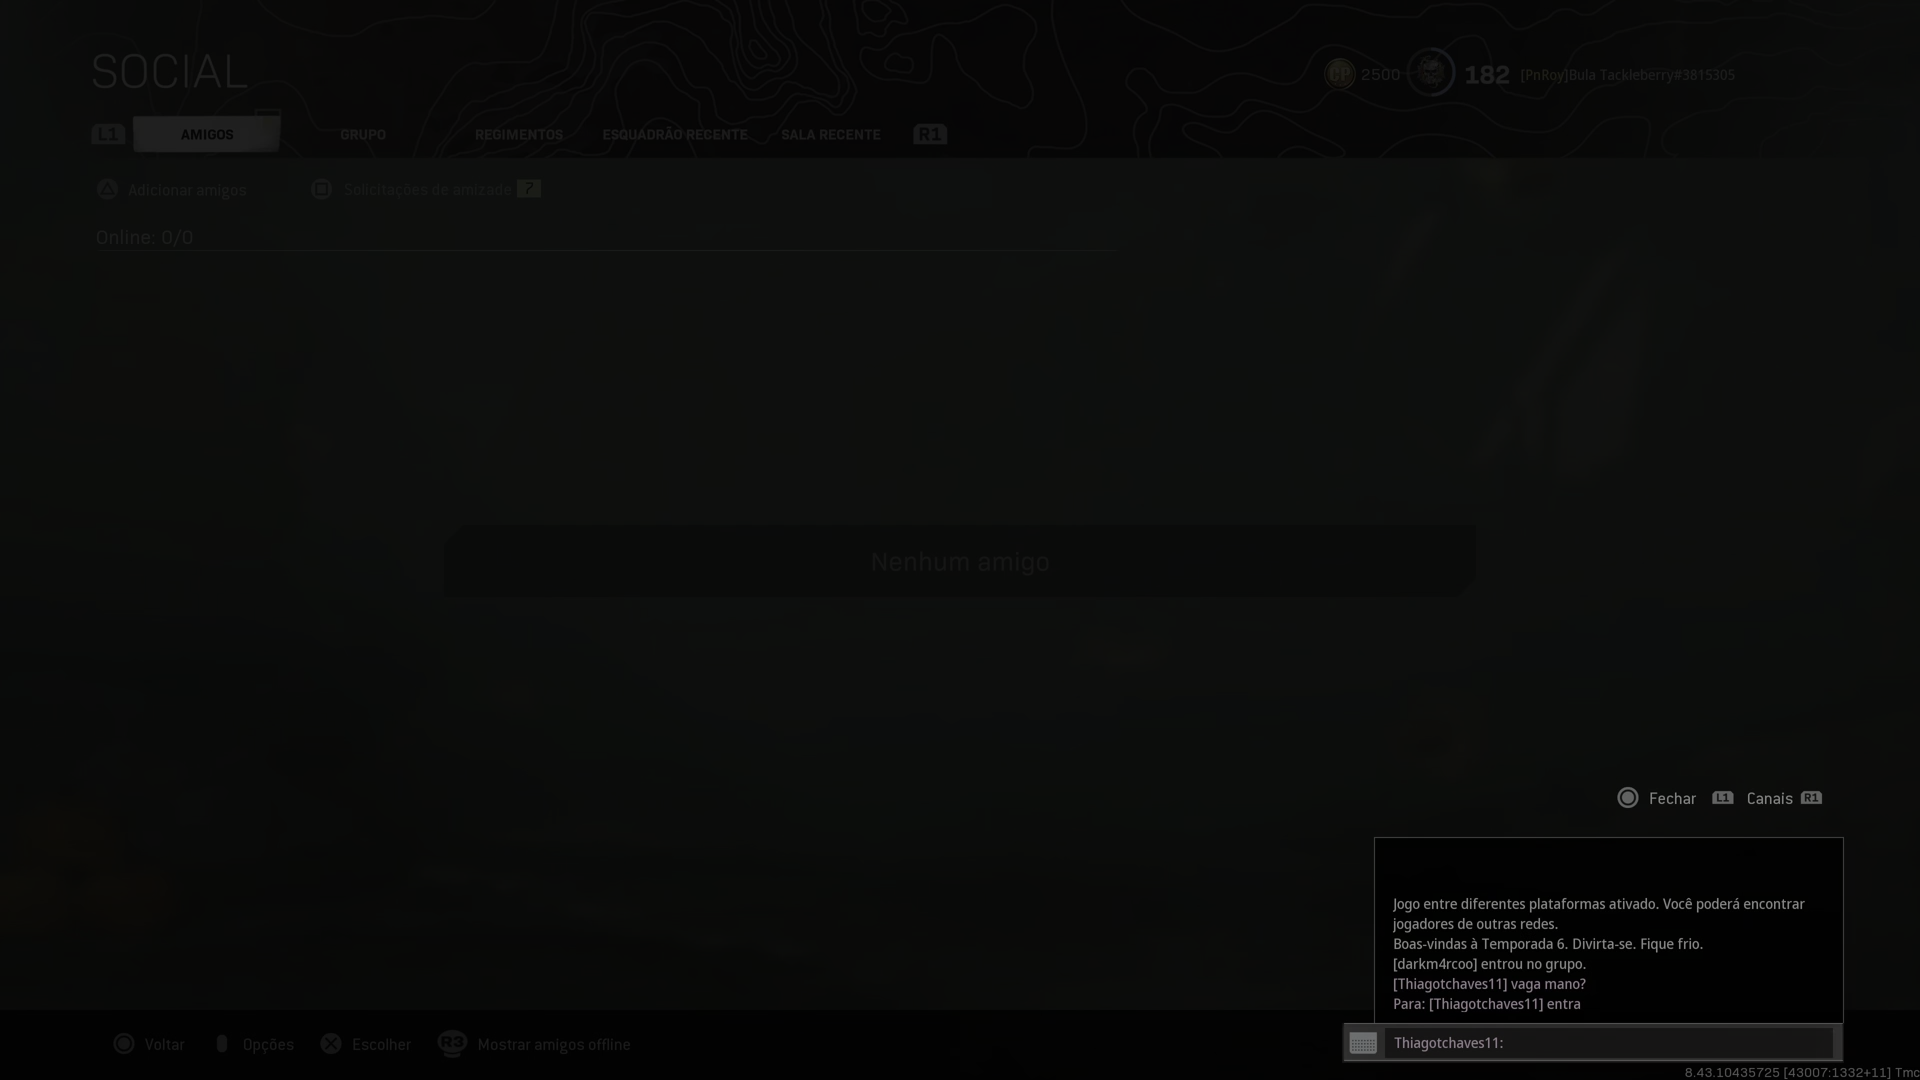 SOCIAL
CP 2500 182 [PnRoy]Bula Tackleberry#3815305
L1 AMIGOS GRUPO REGIMENTOS ESQUADRÃO RECENTE SALA RECENTE R1
Adicionar amigos Solicitações de amizade 7
Online: 0/0
Nenhum amigo
Fechar L1 Canais R1
Jogo entre diferentes plataformas ativado. Você poderá encontrar
jogadores de outras redes.
Boas-vindas à Temporada 6. Divirta-se. Fique frio.
[darkm4rcoo] entrou no grupo.
[Thiagotchaves11] vaga mano?
Para: [Thiagotchaves11] entra
Thiagotchaves11:
Voltar Opções Escolher R3 Mostrar amigos offline
8.43.10435725 [43007:1332+11] Tmc